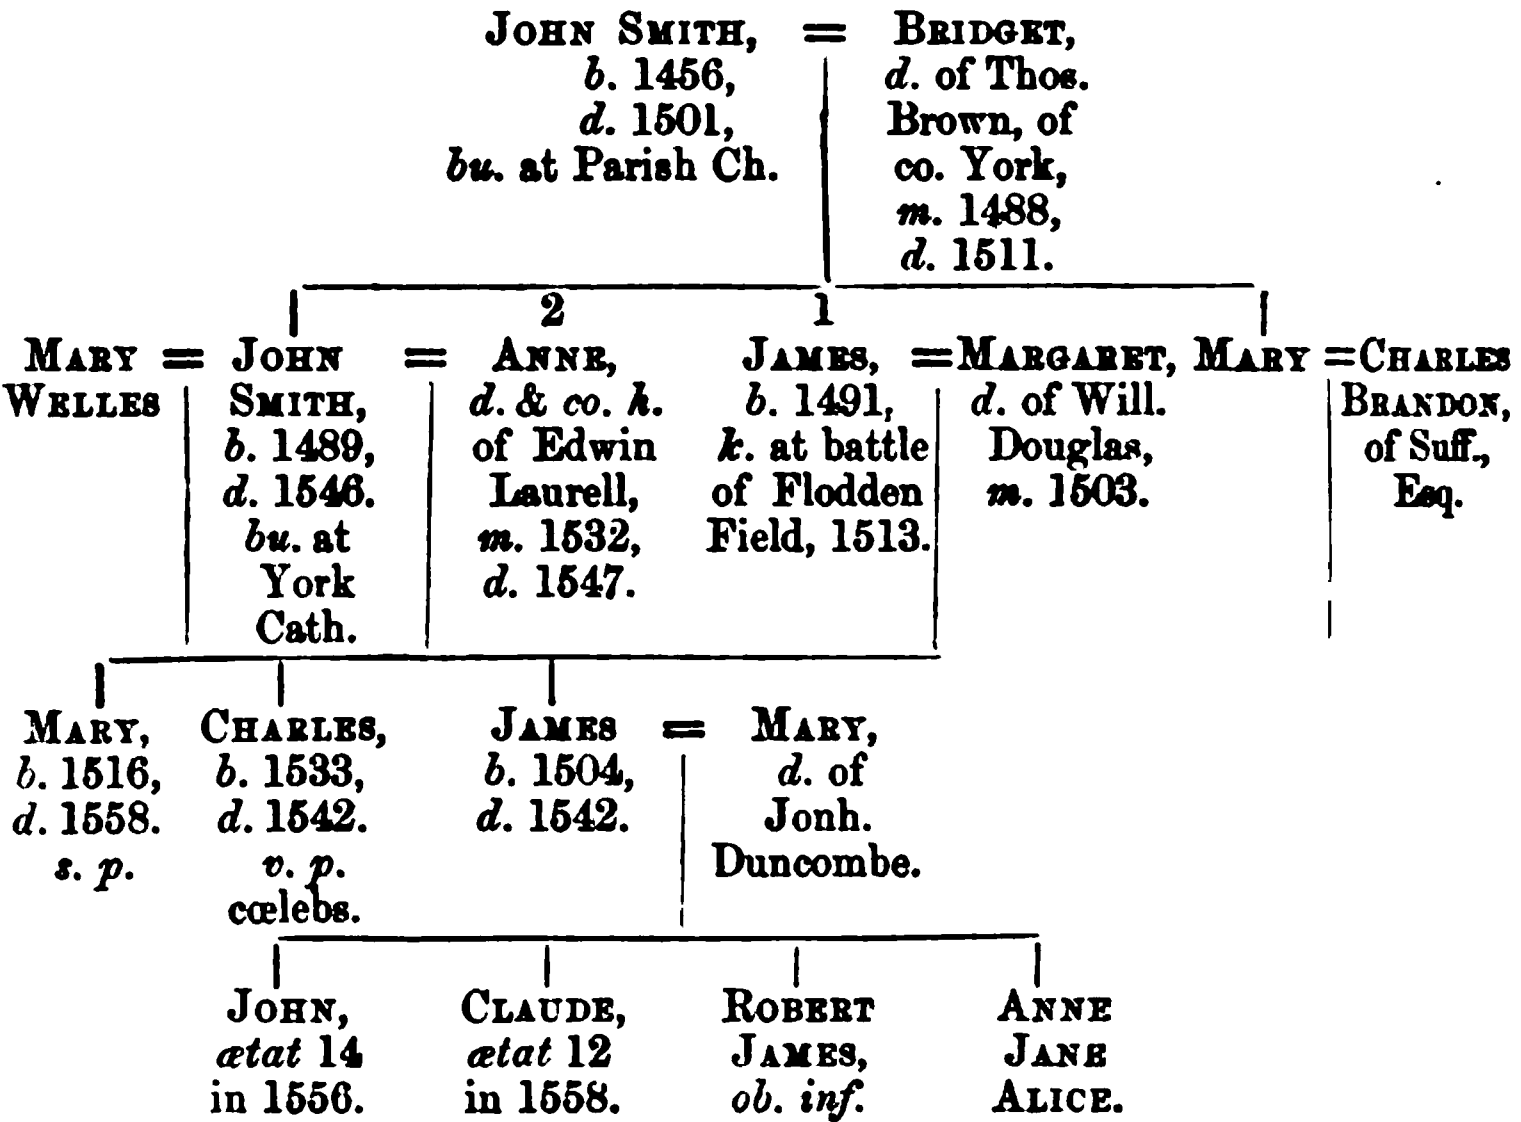 JOHN SMITH, = BRIDGET,
b. 1456, d. of Thos.
d. 1501, Brown, of
bu. at Parish Ch. co. York,
m. 1488,
d. 1511.
2 1
MARY = JOHN = ANNE, JAMES, = MARGARET, MARY = CHARLES
WELLES SMITH, d. & co. h. b. 1491, d. of Will. BRANDON,
b. 1489, of Edwin k. at battle Douglas, of Suff.,
d. 1546. Laurell, of Flodden m. 1503. Esq.
bu. at m. 1532, Field, 1513.
York d. 1547.
Cath.
MARY, CHARLES, JAMES = MARY,
b. 1516, b. 1533, b. 1504, d. of
d. 1558. d. 1542. d. 1542. Jonh.
s. p. v. p. Duncombe.
cœlebs.
JOHN, CLAUDE, ROBERT ANNE
ætat 14 ætat 12 JAMES, JANE
in 1556. in 1558. ob. inf. ALICE.